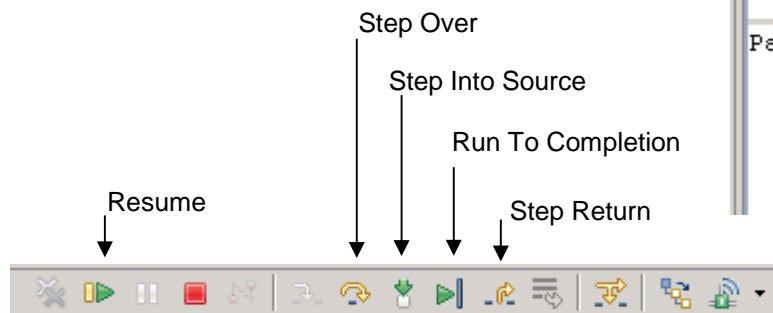 Step Over
Pa
Step Into Source
Run To Completion
Resume
Step Return